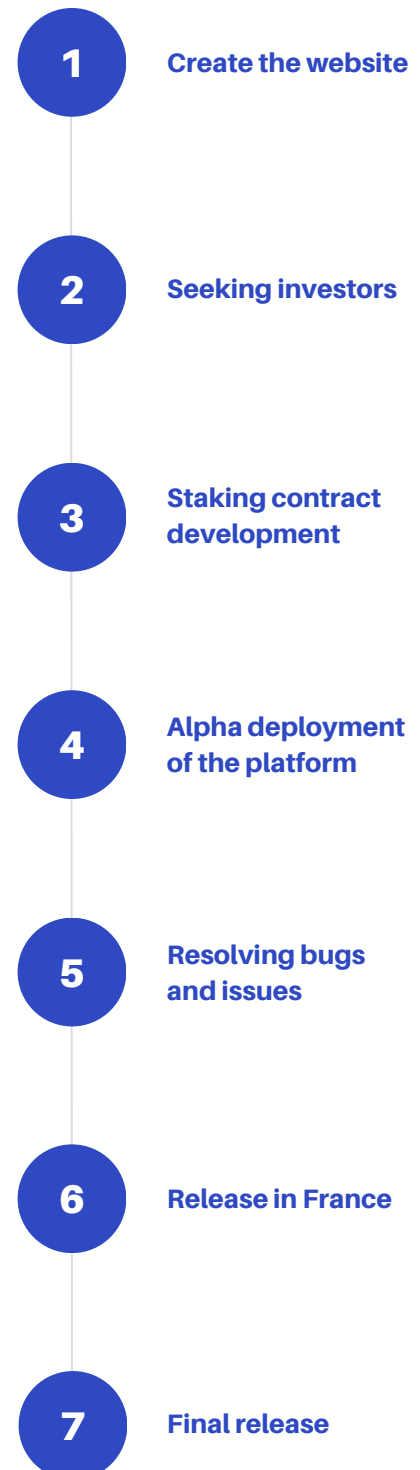 1
Create the website
2
Seeking investors
3
Staking contract
development
4
Alpha deployment
of the platform
5
Resolving bugs
and issues
6
Release in France
7
Final release